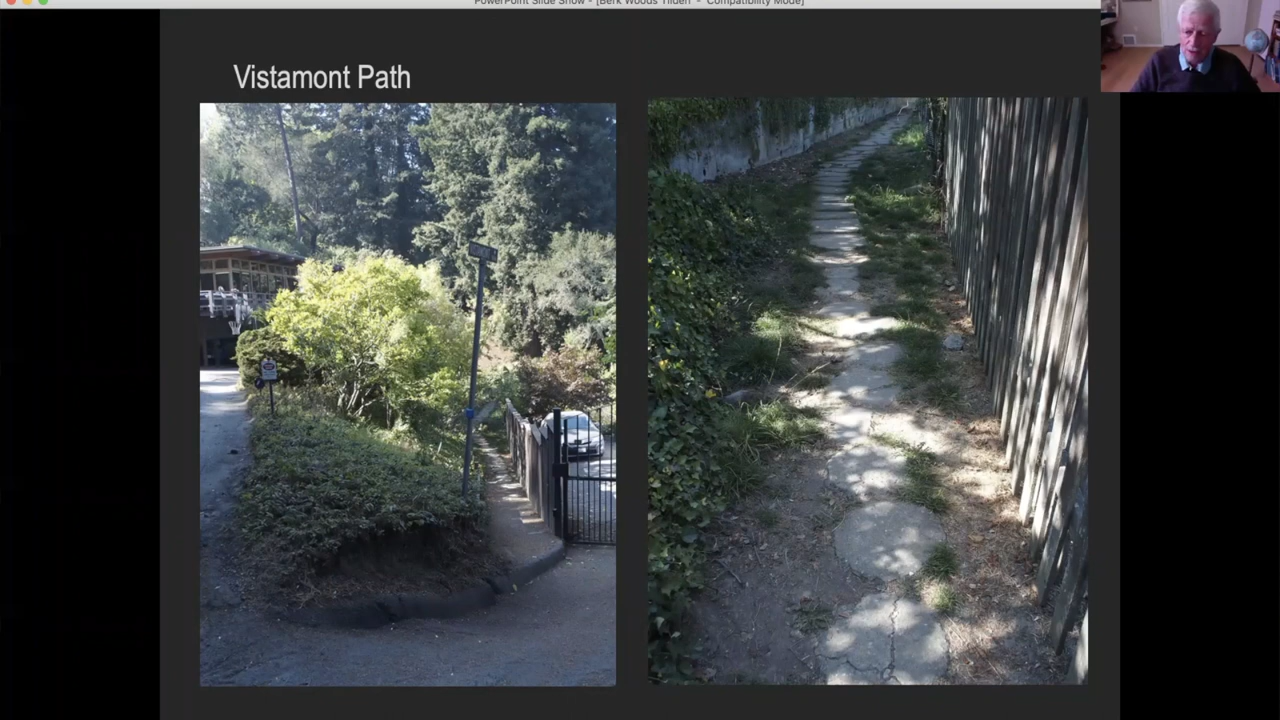 PowerPoint Slide Show - [Berk Woods Tilden - Compatibility Mode]
Vistamont Path